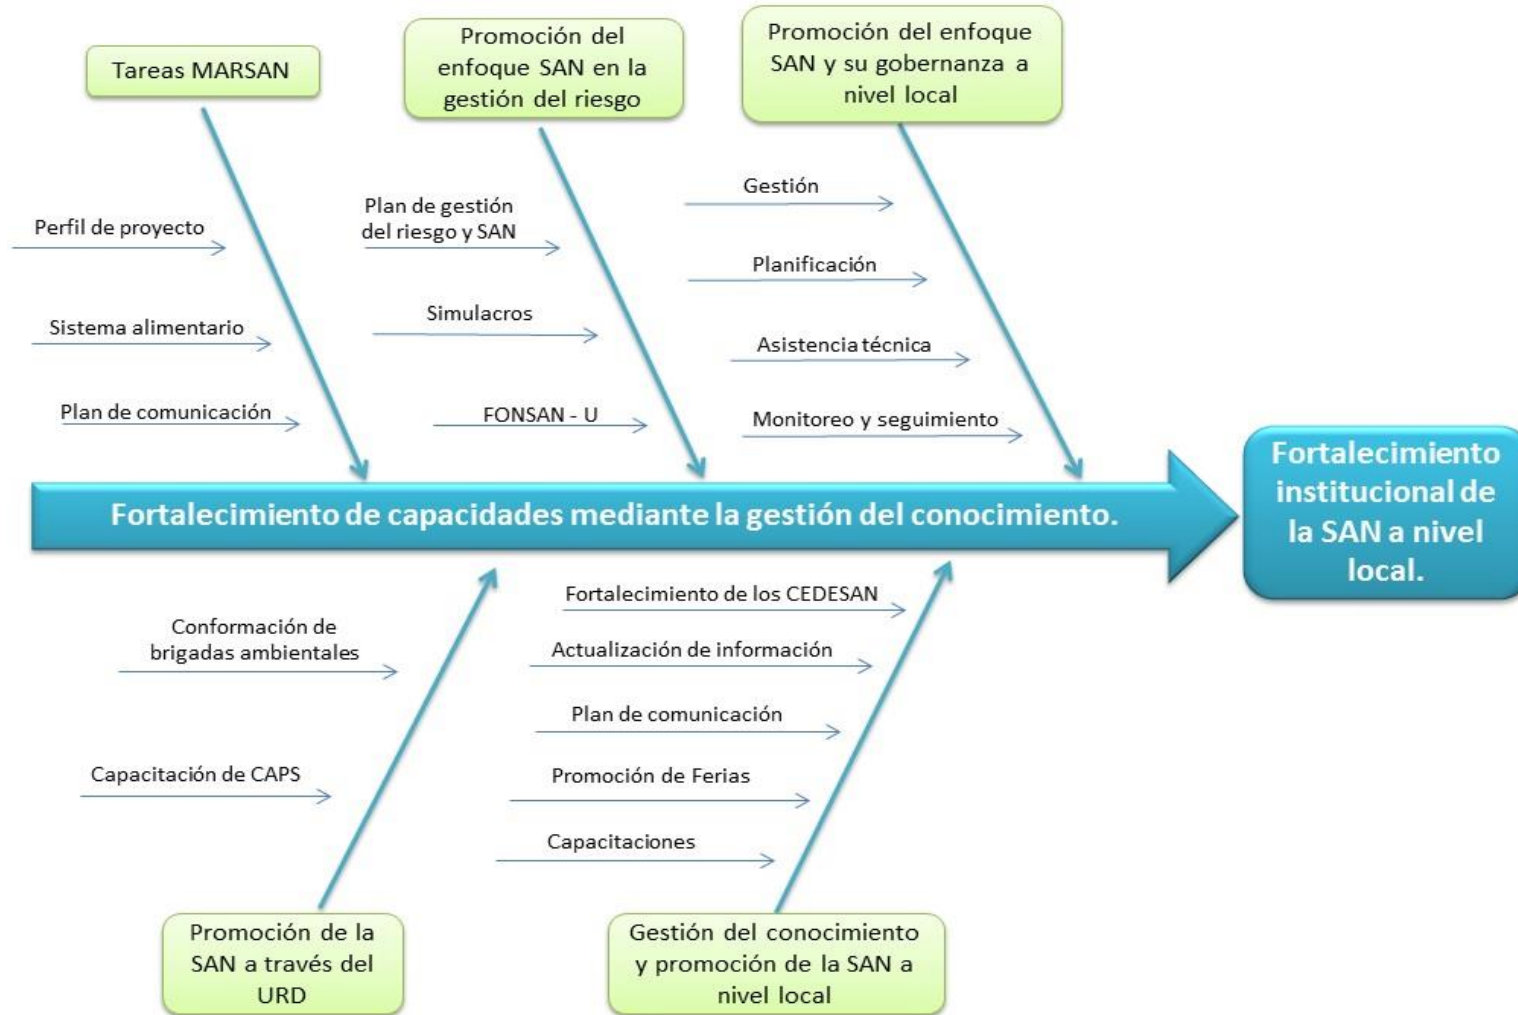 Tareas MARSAN
Promoción del
enfoque SAN en la
gestión del riesgo
Promoción del enfoque
SAN y su gobernanza a
nivel local
Perfil de proyecto
Sistema alimentario
Plan de comunicación
Plan de gestión
del riesgo y SAN
Simulacros
FONSAN - U
Gestión
Planificación
Asistencia técnica
Monitoreo y seguimiento
Fortalecimiento de capacidades mediante la gestión del conocimiento.
Fortalecimiento
institucional de
la SAN a nivel
local.
Conformación de
brigadas ambientales
Capacitación de CAPS
Fortalecimiento de los CEDESAN
Actualización de información
Plan de comunicación
Promoción de Ferias
Capacitaciones
Promoción de la
SAN a través del
URD
Gestión del conocimiento
y promoción de la SAN a
nivel local